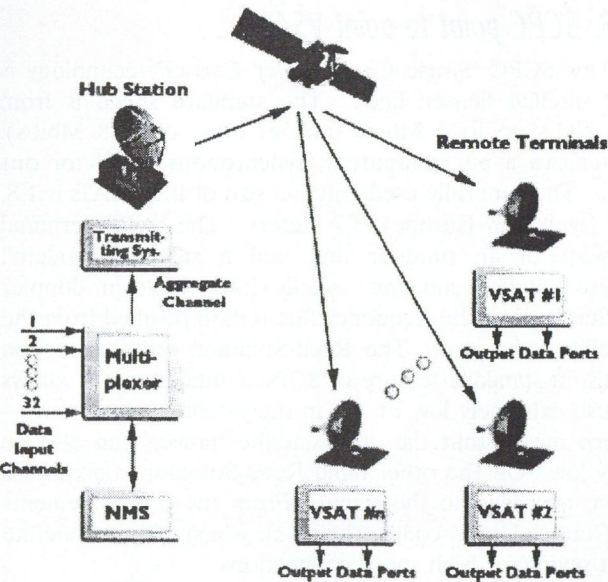 Hub Station
Remote Terminals
Transmit-
ting Sys.
Aggregate
Channel
VSAT #1
Output Data Ports
1
2
32
Multi-
plexer
Data
Input
Channels
NMS
VSAT #n
VSAT #2
Output Data Ports
Output Data Ports